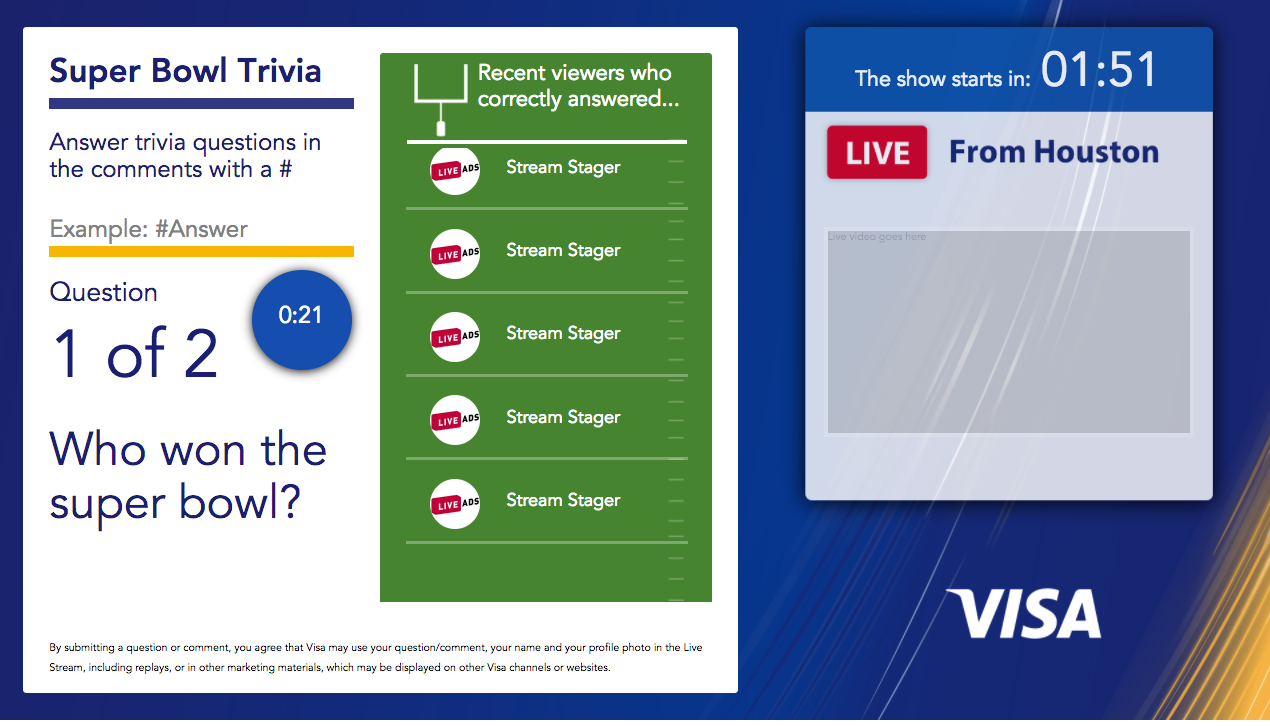 Super Bowl Trivia
Answer trivia questions in
the comments with a #
Example: #Answer
Question
1 of 2
0:21
Who won the
super bowl?
Recent viewers who
correctly answered...
LIVE ADS
Stream Stager
LIVE ADS
Stream Stager
LIVE ADS
Stream Stager
LIVE ADS
Stream Stager
LIVE ADS
Stream Stager
By submitting a question or comment, you agree that Visa may use your question/comment, your name and your profile photo in the Live
Stream, including replays, or in other marketing materials, which may be displayed on other Visa channels or websites.
The show starts in: 01:51
LIVE From Houston
Live video goes here
VISA